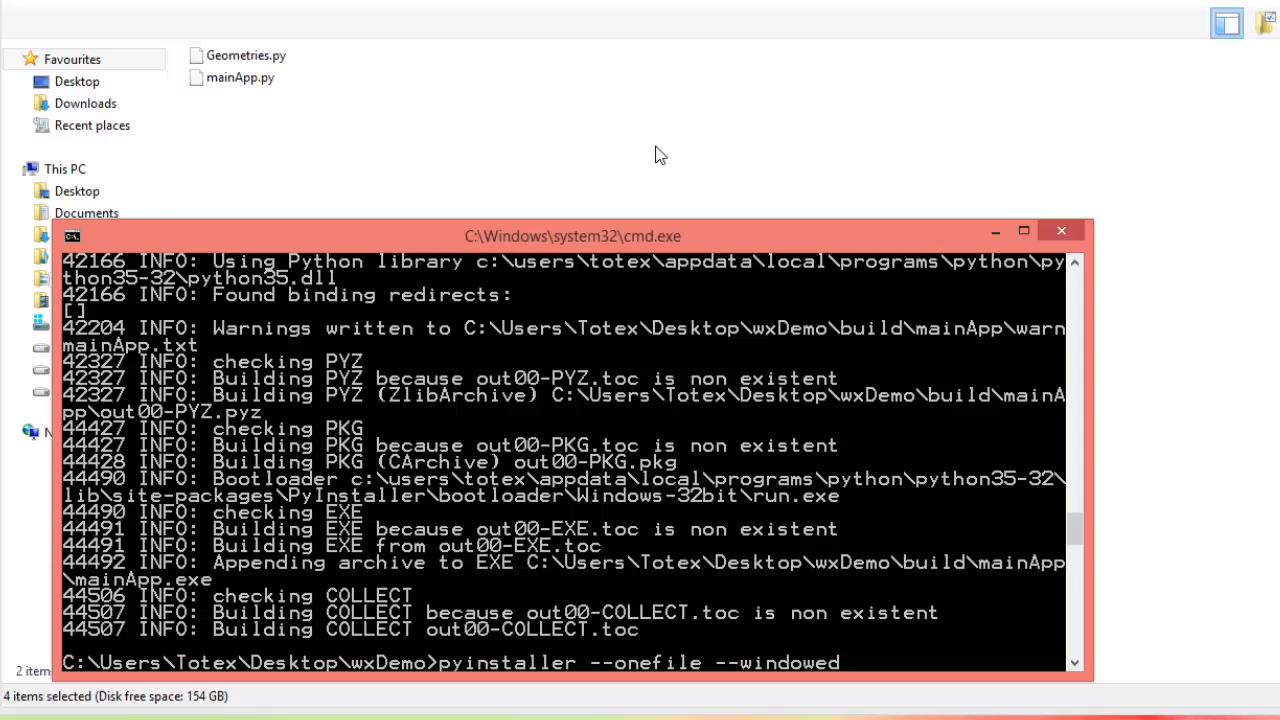 Favourites
Desktop
Downloads
Recent places
This PC
Desktop
Documents
Geometries.py
mainApp.py
C:\Windows\system32\cmd.exe
42166 INFO: Using Python library c:\users\totex\appdata\local\programs\python\py
thon35-32\python35.dll
42166 INFO: Found binding redirects:
[]
42204 INFO: Warnings written to C:\Users\Totex\Desktop\wxDemo\build\mainApp\warn
mainApp.txt
42327 INFO: checking PYZ
42327 INFO: Building PYZ because out00-PYZ.toc is non existent
42327 INFO: Building PYZ (ZlibArchive) C:\Users\Totex\Desktop\wxDemo\build\mainA
pp\out00-PYZ.pyz
44427 INFO: checking PKG
44427 INFO: Building PKG because out00-PKG.toc is non existent
44428 INFO: Building PKG (CArchive) out00-PKG.pkg
44490 INFO: Bootloader c:\users\totex\appdata\local\programs\python\python35-32\
lib\site-packages\PyInstaller\bootloader\Windows-32bit\run.exe
44490 INFO: checking EXE
44491 INFO: Building EXE because out00-EXE.toc is non existent
44491 INFO: Building EXE from out00-EXE.toc
44492 INFO: Appending archive to EXE C:\Users\Totex\Desktop\wxDemo\build\mainApp
\mainApp.exe
44506 INFO: checking COLLECT
44507 INFO: Building COLLECT because out00-COLLECT.toc is non existent
44507 INFO: Building COLLECT out00-COLLECT.toc
C:\Users\Totex\Desktop\wxDemo>pyinstaller --onefile --windowed
N
2 item
4 items selected (Disk free space: 154 GB)